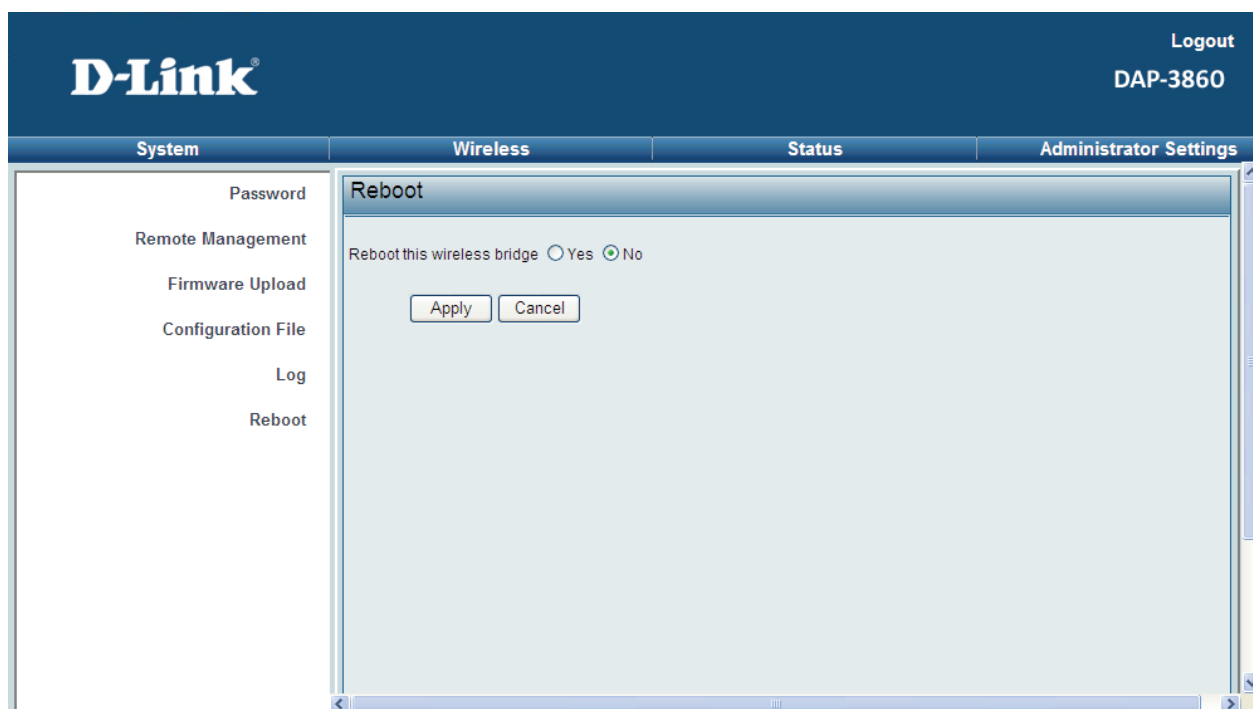 Logout
D-Link®
DAP-3860
System Wireless Status Administrator Settings
Password
Remote Management
Firmware Upload
Configuration File
Log
Reboot
Reboot
Reboot this wireless bridge Yes No
Apply Cancel